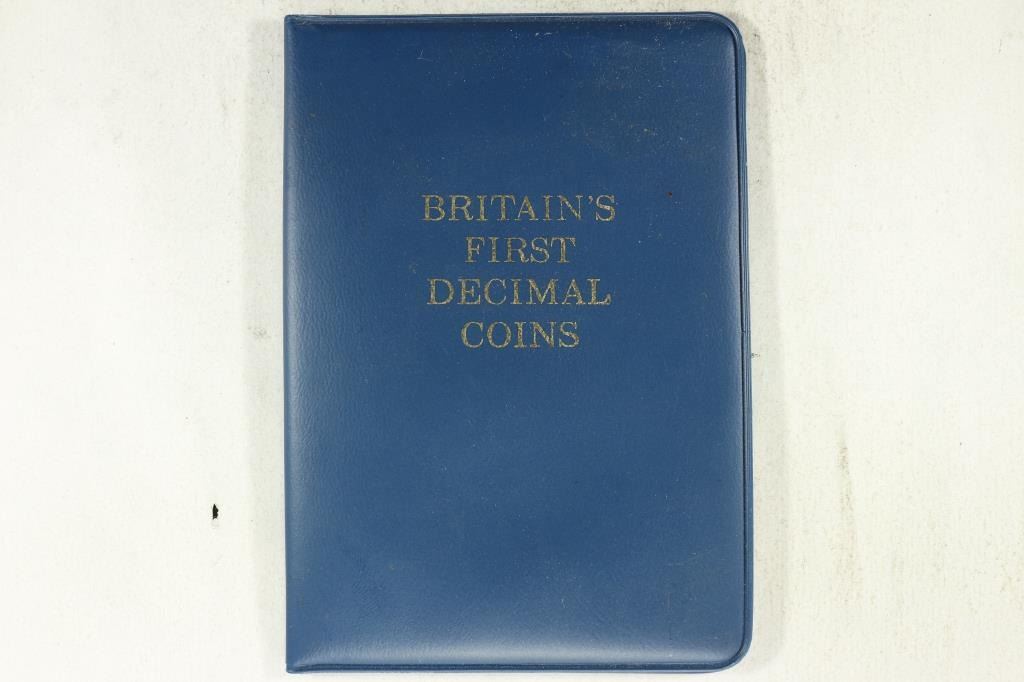 BRITAIN'S
FIRST
DECIMAL
COINS